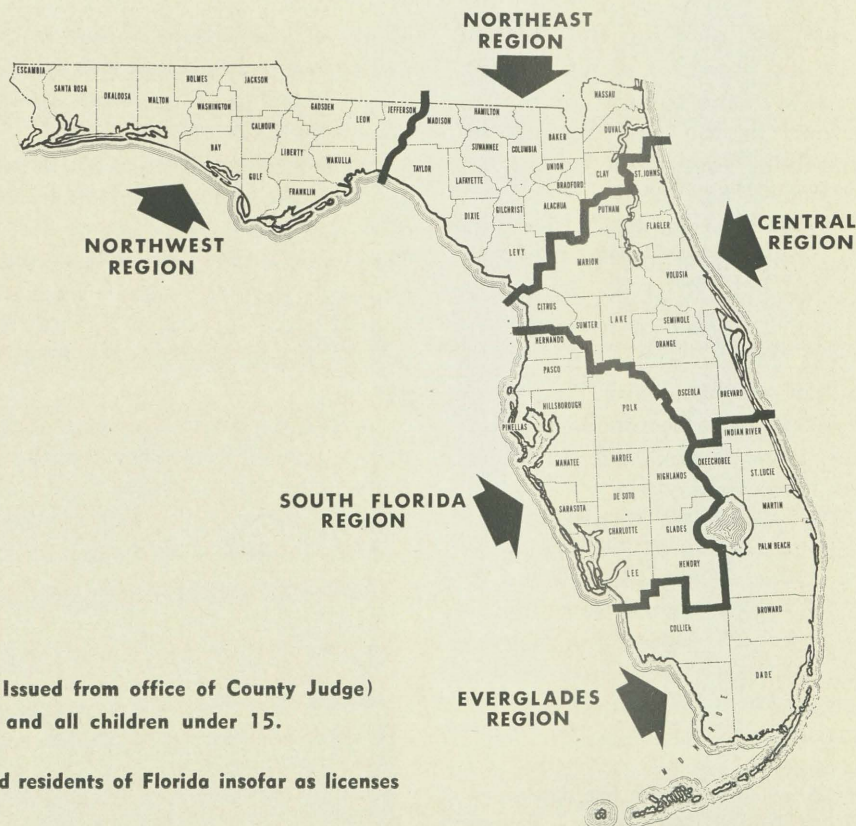 NORTHEAST
REGION
ESCAMBIA
SANTA ROSA
OKALOOSA
WALTON
HOLMES
WASHINGTON
JACKSON
BAY
CALHOUN
GULF
LIBERTY
GADSDEN
LEON
WAKULLA
FRANKLIN
JEFFERSON
MADISON
TAYLOR
HAMILTON
SUWANNEE
LAFAYETTE
DIXIE
COLUMBIA
GILCHRIST
LEVY
BAKER
UNION
BRADFORD
ALACHUA
NASSAU
DUVAL
CLAY
ST. JOHNS
PUTNAM
FLAGLER
MARION
VOLUSIA
NORTHWEST
REGION
CENTRAL
REGION
CITRUS
SUMTER
LAKE
SEMINOLE
ORANGE
HERNANDO
PASCO
OSCEOLA
BREVARD
HILLSBOROUGH
PINELLAS
POLK
INDIAN RIVER
MANATEE
HARDEE
HIGHLANDS
OKEECHOBEE
ST. LUCIE
SOUTH FLORIDA
REGION
SARASOTA
DE SOTO
MARTIN
CHARLOTTE
GLADES
PALM BEACH
LEE
HENDRY
COLLIER
BROWARD
DADE
MONROE
EVERGLADES
REGION
Issued from office of County Judge)
and all children under 15.
d residents of Florida insofar as licenses